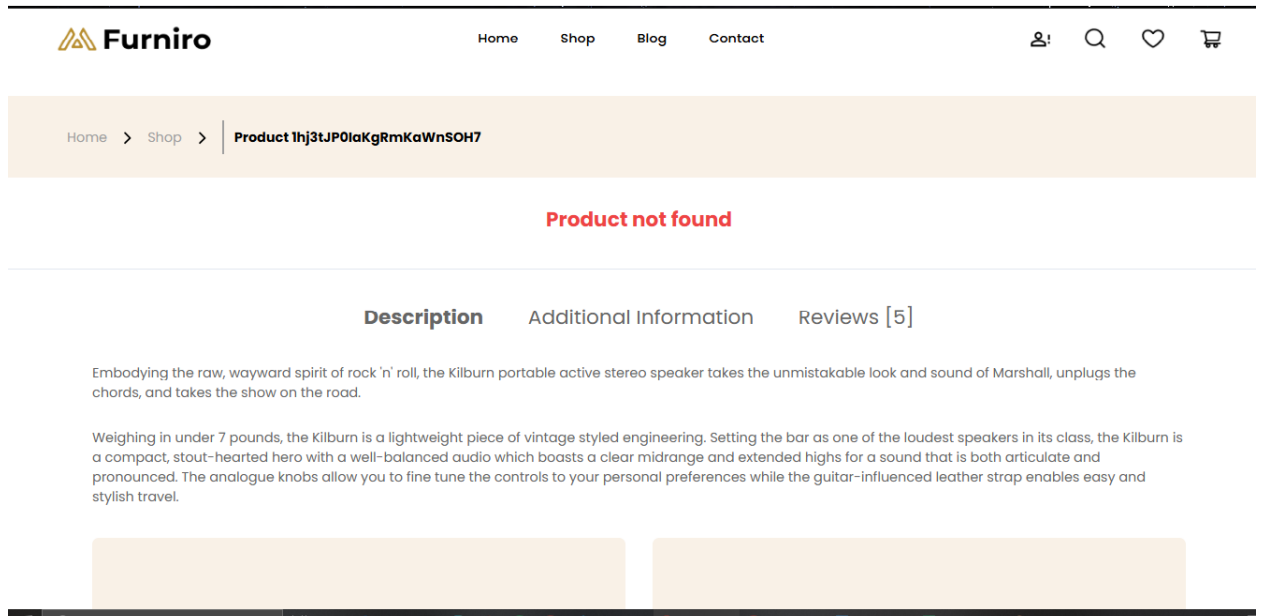 Furniro
Home Shop Blog Contact
Home > Shop > Product 1hj3tJP0IaKgRmKaWnSOH7
Product not found
Description Additional Information Reviews [5]
Embodying the raw, wayward spirit of rock 'n' roll, the Kilburn portable active stereo speaker takes the unmistakable look and sound of Marshall, unplugs the
chords, and takes the show on the road.
Weighing in under 7 pounds, the Kilburn is a lightweight piece of vintage styled engineering. Setting the bar as one of the loudest speakers in its class, the Kilburn is
a compact, stout-hearted hero with a well-balanced audio which boasts a clear midrange and extended highs for a sound that is both articulate and
pronounced. The analogue knobs allow you to fine tune the controls to your personal preferences while the guitar-influenced leather strap enables easy and
stylish travel.